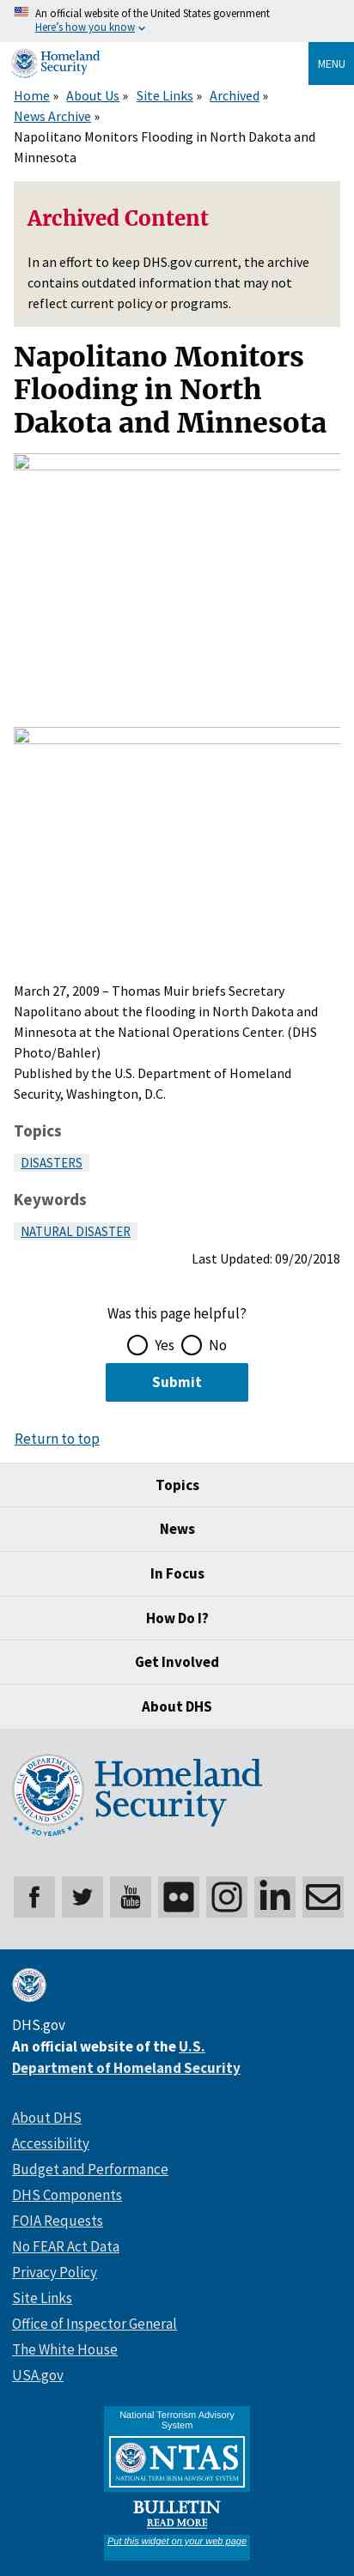 An official website of the United States government
Here's how you know
Homeland
Security
MENU
Home » About Us » Site Links » Archived »
News Archive »
Napolitano Monitors Flooding in North Dakota and
Minnesota
Archived Content
In an effort to keep DHS.gov current, the archive
contains outdated information that may not
reflect current policy or programs.
Napolitano Monitors
Flooding in North
Dakota and Minnesota
March 27, 2009 – Thomas Muir briefs Secretary
Napolitano about the flooding in North Dakota and
Minnesota at the National Operations Center. (DHS
Photo/Bahler)
Published by the U.S. Department of Homeland
Security, Washington, D.C.
Topics
DISASTERS
Keywords
NATURAL DISASTER
Last Updated: 09/20/2018
Was this page helpful?
Yes No
Submit
Return to top
Topics
News
In Focus
How Do I?
Get Involved
About DHS
U.S. DEPARTMENT OF
HOMELAND SECURITY
20 YEARS
Homeland
Security
You
Tube
DHS.gov
An official website of the U.S.
Department of Homeland Security
About DHS
Accessibility
Budget and Performance
DHS Components
FOIA Requests
No FEAR Act Data
Privacy Policy
Site Links
Office of Inspector General
The White House
USA.gov
National Terrorism Advisory
System
NTAS
NATIONAL TERRORISM ADVISORY SYSTEM
BULLETIN
READ MORE
Put this widget on your web page